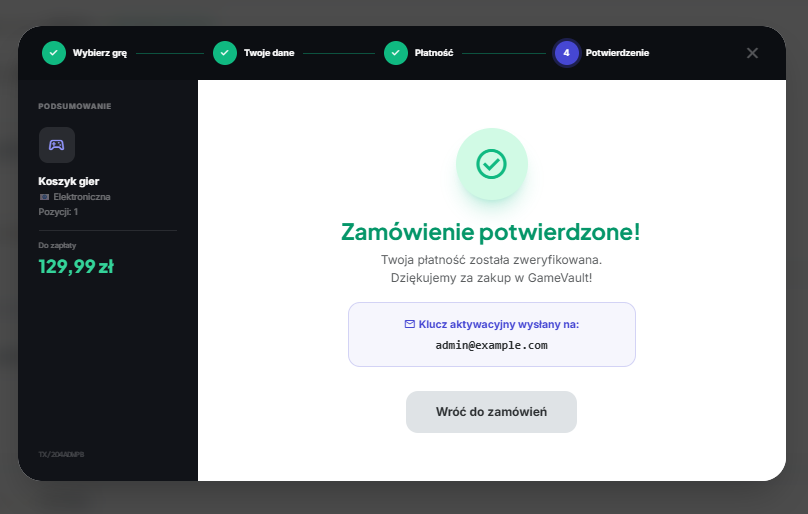 Wybierz grę
Twoje dane
Płatność
4 Potwierdzenie
PODSUMOWANIE
Koszyk gier
Elektroniczna
Pozycji: 1
Do zapłaty
129,99 zł
Zamówienie potwierdzone!
Twoja płatność została zweryfikowana.
Dziękujemy za zakup w GameVault!
Klucz aktywacyjny wysłany na:
admin@example.com
Wróć do zamówień